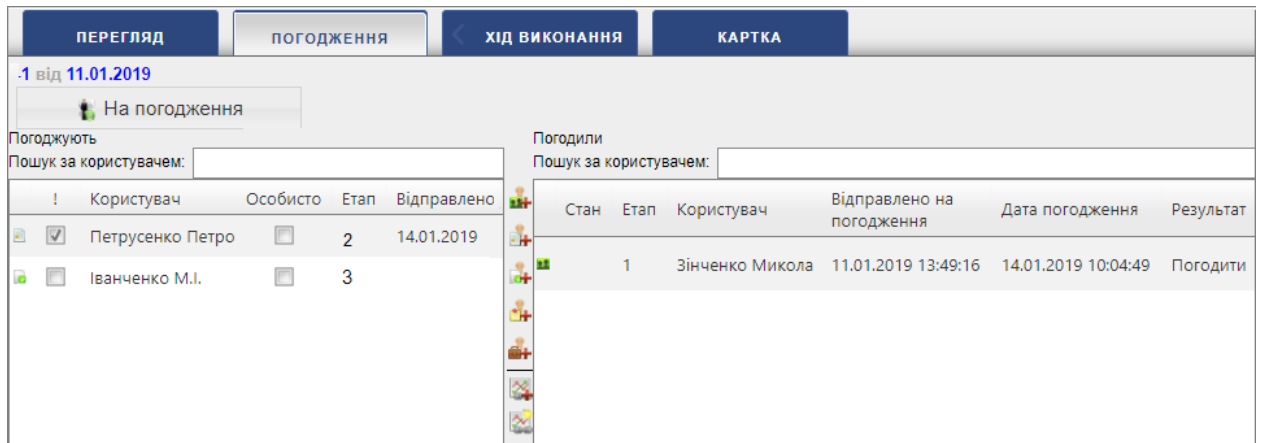 ПЕРЕГЛЯД ПОГОДЖЕННЯ ХІД ВИКОНАННЯ КАРТКА
-1 від 11.01.2019
На погодження
Погоджують Погодили
Пошук за користувачем: Пошук за користувачем:
! Користувач Особисто Етап Відправлено Стан Етап Користувач Відправлено на погодження Дата погодження Результат
Петрусенко Петро 2 14.01.2019 1 Зінченко Микола 11.01.2019 13:49:16 14.01.2019 10:04:49 Погодити
Іванченко М.І. 3